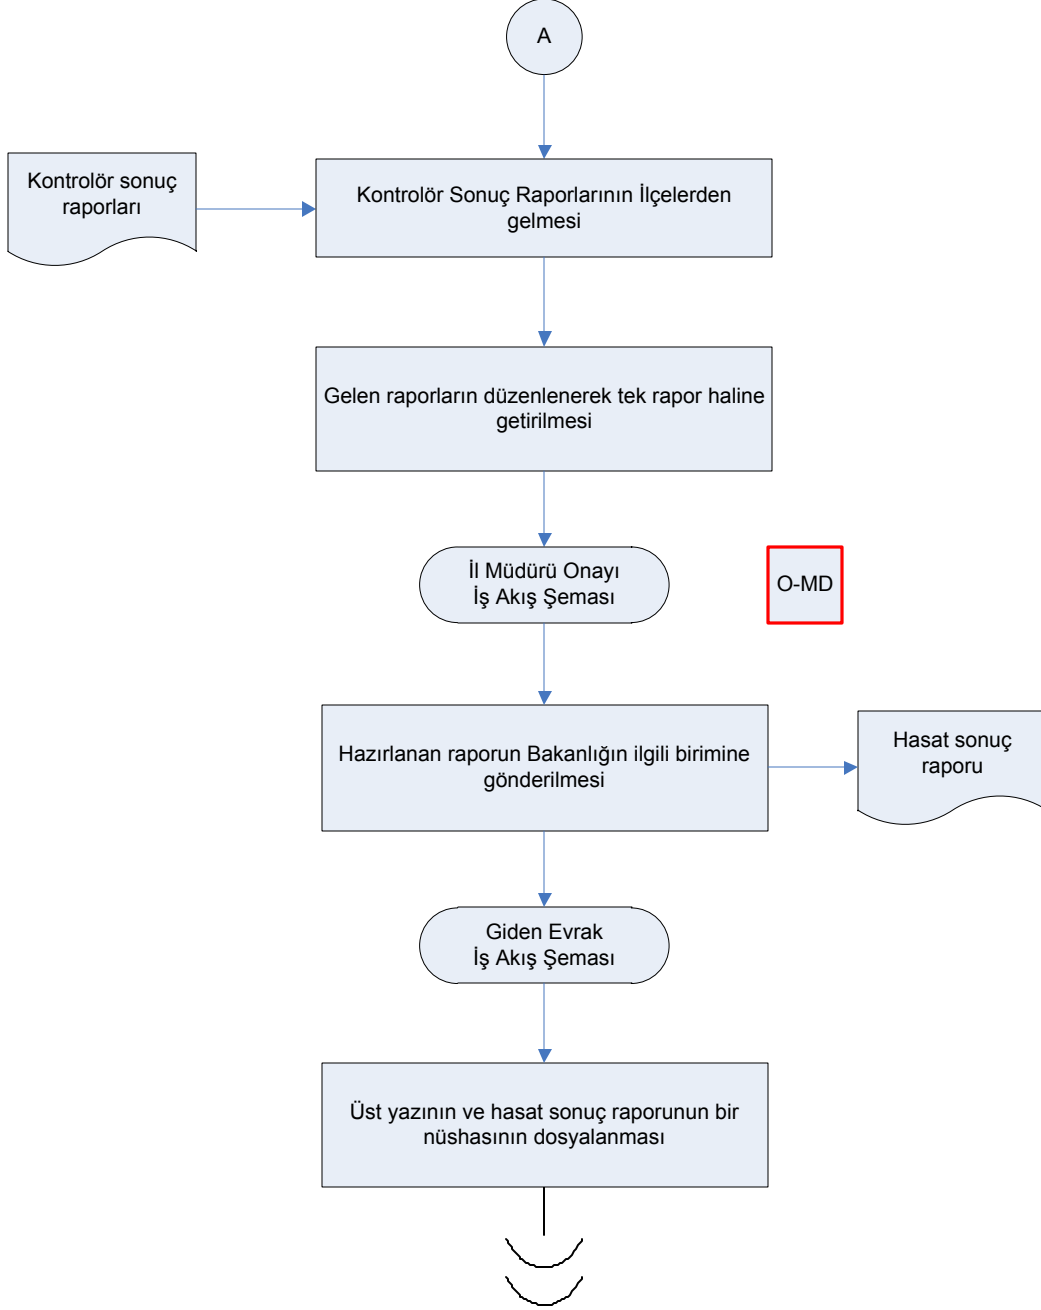 A
Kontrolör sonuç
raporları
Kontrolör Sonuç Raporlarının İlçelerden
gelmesi
Gelen raporların düzenlenerek tek rapor haline
getirilmesi
İl Müdürü Onayı
İş Akış Şeması
O-MD
Hazırlanan raporun Bakanlığın ilgili birimine
gönderilmesi
Hasat sonuç
raporu
Giden Evrak
İş Akış Şeması
Üst yazının ve hasat sonuç raporunun bir
nüshasının dosyalanması